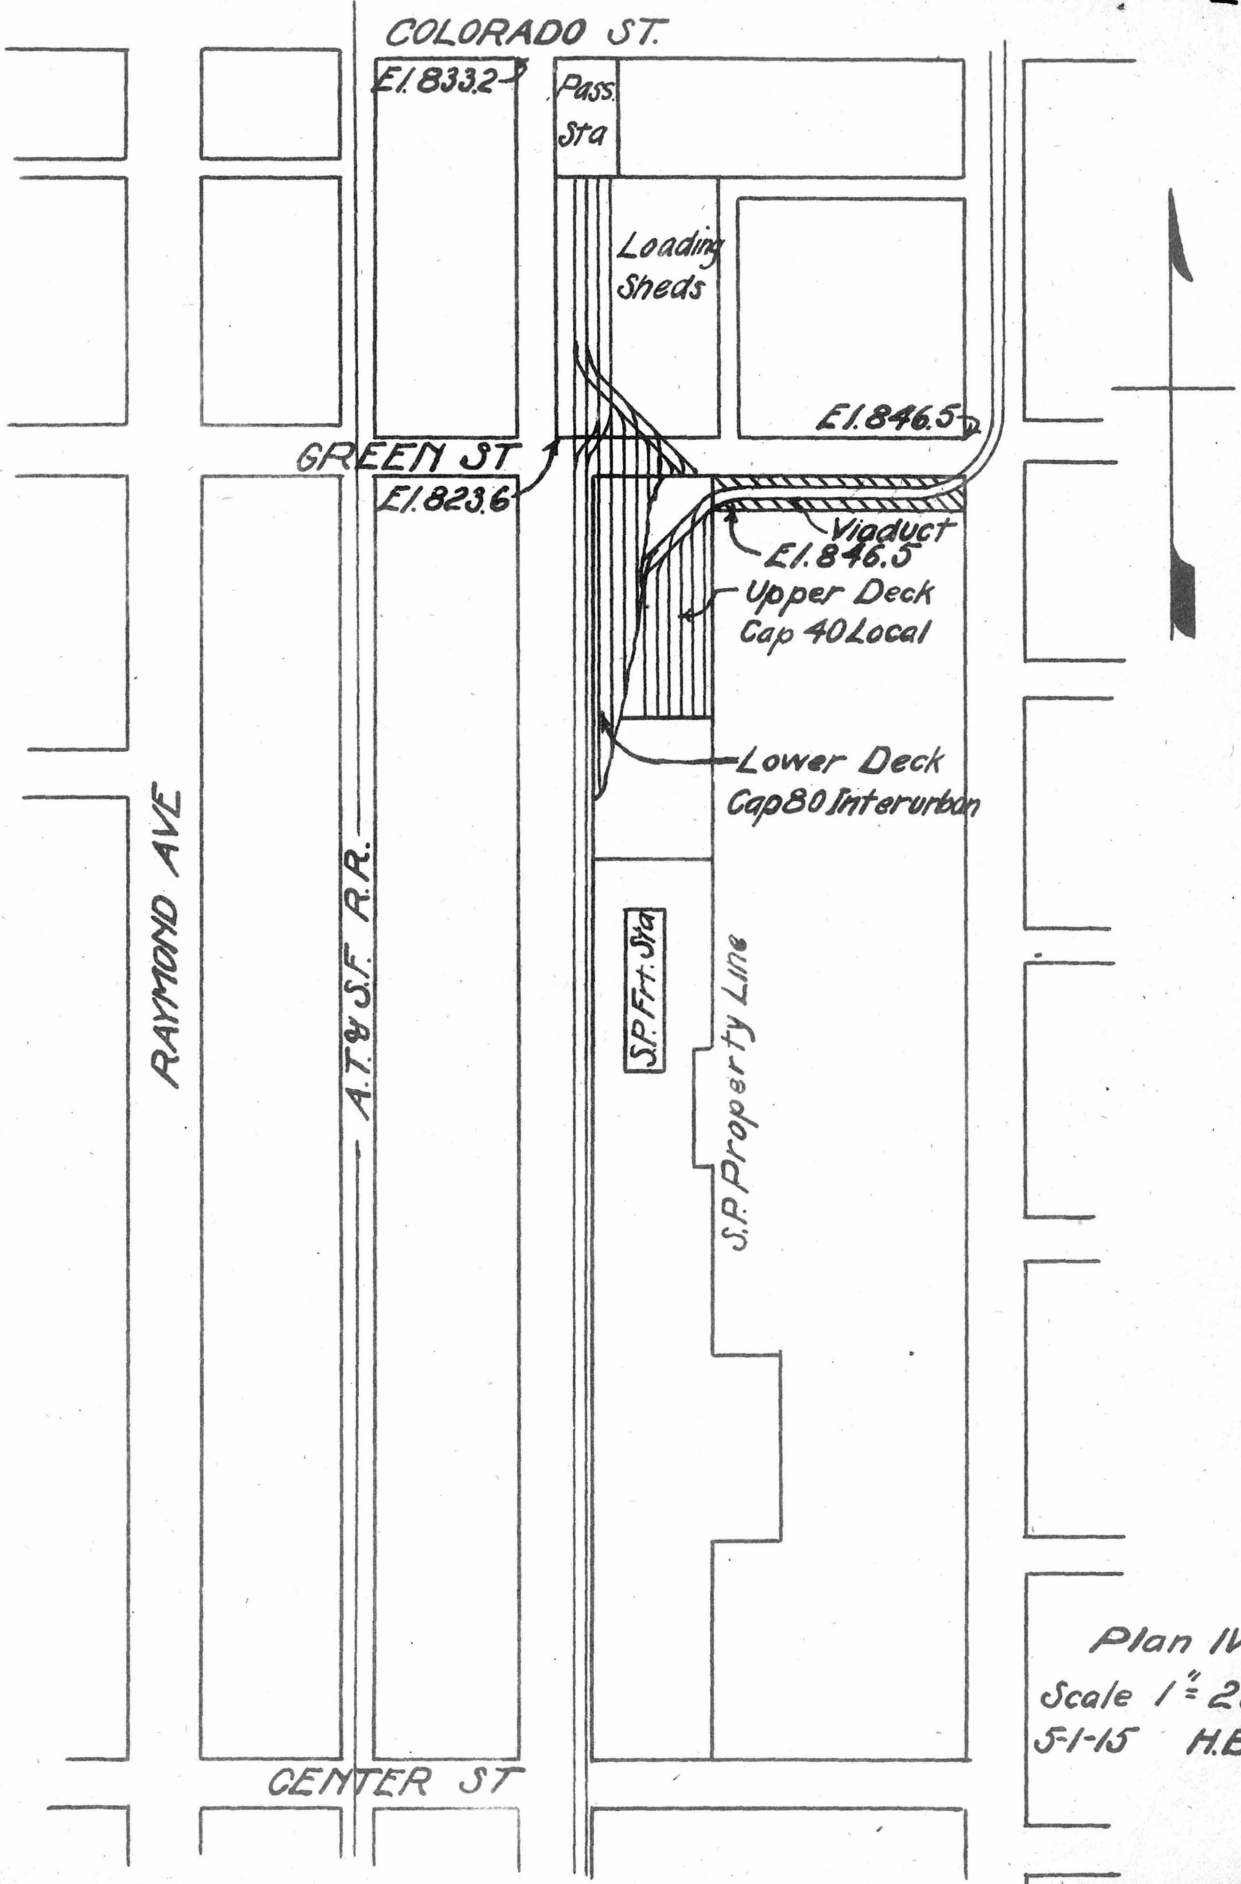 COLORADO ST.
El. 833.2
Pass.
Sta
Loading
Sheds
El. 846.5
GREEN ST
El. 823.6
Viaduct
El. 846.5
Upper Deck
Cap 40 Local
Lower Deck
Cap 80 Interurban
RAYMOND AVE
A.T. & S.F. R.R.
S.P. Frt. Sta
S.P. Property Line
Plan IV
Scale 1" = 2
5-1-15 H.E
CENTER ST